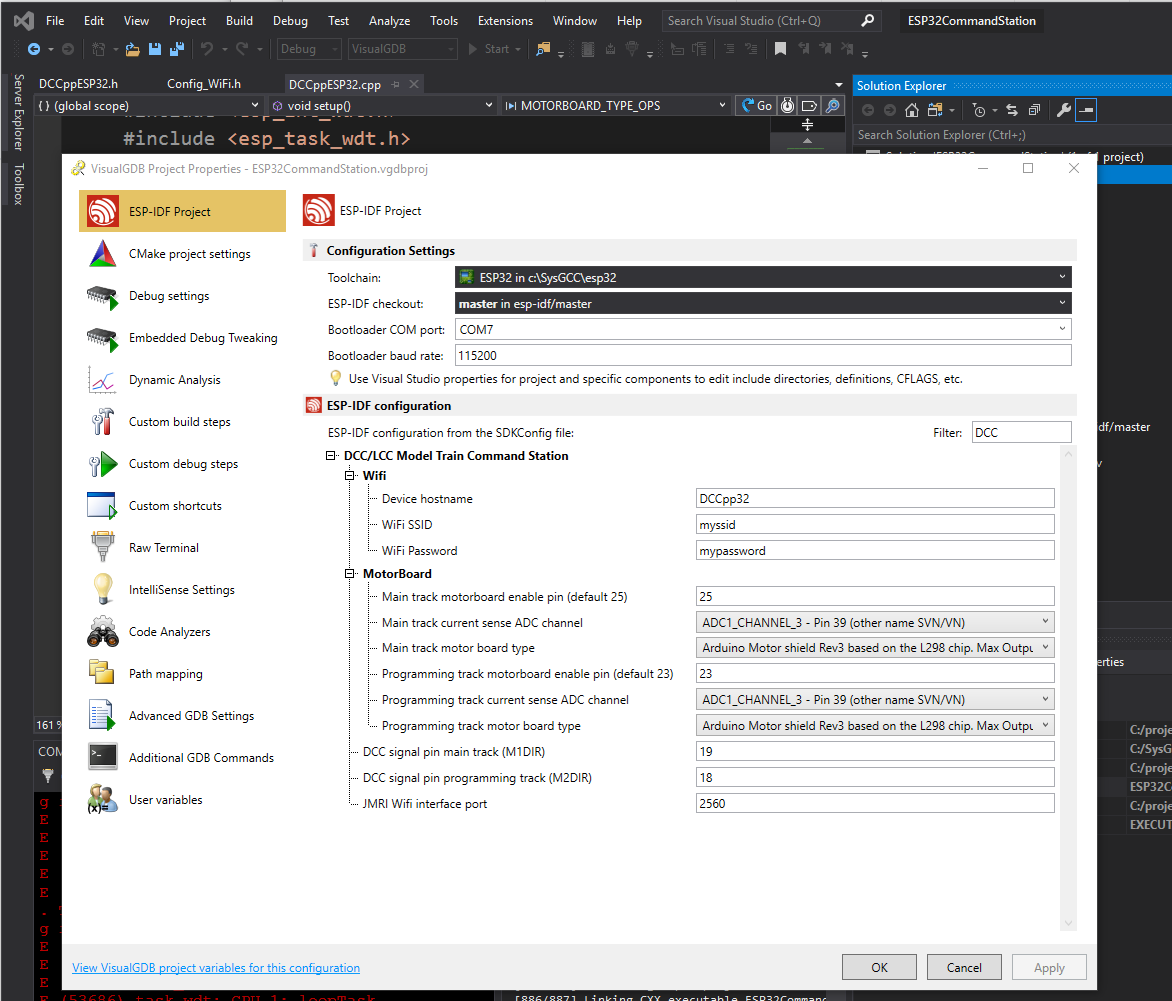 File Edit View Project Build Debug Test Analyze Tools Extensions Window Help Search Visual Studio (Ctrl+Q) ESP32CommandStation
Debug VisualGDB Start
Server Explorer
Toolbox
DCCppESP32.h Config_WiFi.h DCCppESP32.cpp
{ } (global scope) void setup() MOTORBOARD_TYPE_OPS Go
#include <esp_task_wdt.h>
Solution Explorer
Search Solution Explorer (Ctrl+;)
project)
VisualGDB Project Properties - ESP32CommandStation.vgdbproj
ESP-IDF Project
CMake project settings
Debug settings
Embedded Debug Tweaking
Dynamic Analysis
Custom build steps
Custom debug steps
Custom shortcuts
Raw Terminal
IntelliSense Settings
Code Analyzers
Path mapping
Advanced GDB Settings
Additional GDB Commands
User variables
ESP-IDF Project
Configuration Settings
Toolchain: ESP32 in c:\SysGCC\esp32
ESP-IDF checkout: master in esp-idf/master
Bootloader COM port: COM7
Bootloader baud rate: 115200
Use Visual Studio properties for project and specific components to edit include directories, definitions, CFLAGS, etc.
ESP-IDF configuration
ESP-IDF configuration from the SDKConfig file: Filter: DCC
DCC/LCC Model Train Command Station
Wifi
Device hostname DCCpp32
WiFi SSID myssid
WiFi Password mypassword
MotorBoard
Main track motorboard enable pin (default 25) 25
Main track current sense ADC channel ADC1_CHANNEL_3 - Pin 39 (other name SVN/VN)
Main track motor board type Arduino Motor shield Rev3 based on the L298 chip. Max Outpu
Programming track motorboard enable pin (default 23) 23
Programming track current sense ADC channel ADC1_CHANNEL_3 - Pin 39 (other name SVN/VN)
Programming track motor board type Arduino Motor shield Rev3 based on the L298 chip. Max Outpu
DCC signal pin main track (M1DIR) 19
DCC signal pin programming track (M2DIR) 18
JMRI Wifi interface port 2560
View VisualGDB project variables for this configuration OK Cancel Apply
df/master
v
erties
C:/proje
C:/SysG
C:/proje
ESP32C
C:/proje
EXECUT
161 %
COM
g
E
E
E
E
E
g
E
E
E
E (53686) task_wdt: CPU 1: loopTask
[886/887] Linking CXX executable ESP32Comman